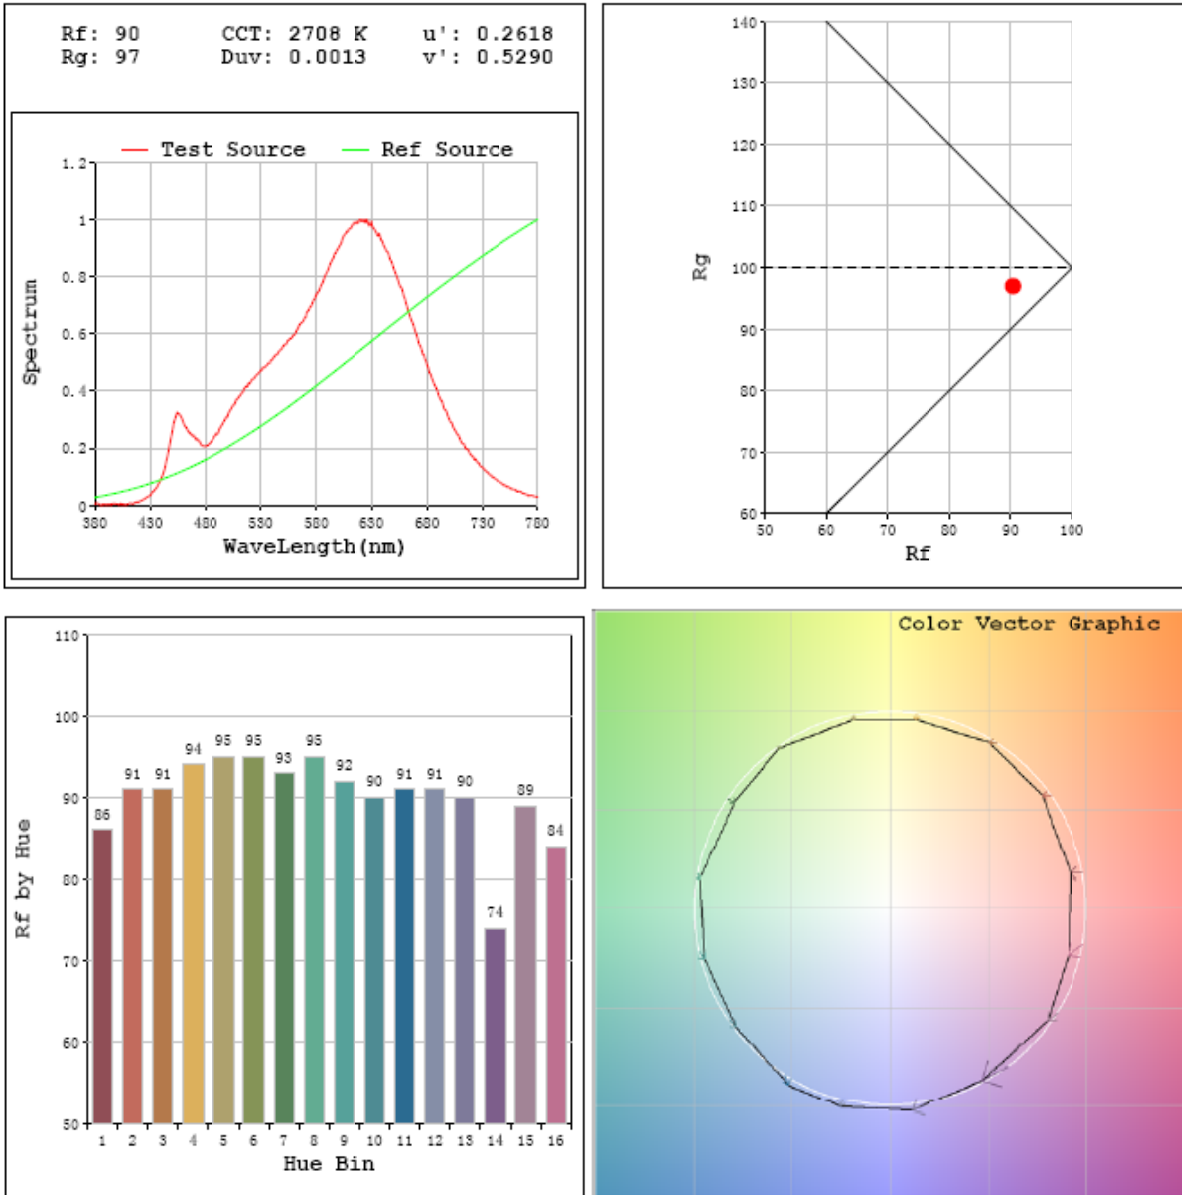 Rf: 90 CCT: 2708 K u': 0.2618
Rg: 97 Duv: 0.0013 v': 0.5290
Test Source Ref Source
1.2
1
0.8
0.6
0.4
0.2
0
Spectrum
380 430 480 530 580 630 680 730 780
WaveLength(nm)
140
130
120
110
100
90
80
70
60
Rg
50 60 70 80 90 100
Rf
110
100
90
80
70
60
50
Rf by Hue
86 91 91 94 95 95 93 95 92 90 91 91 90 74 89 84
1 2 3 4 5 6 7 8 9 10 11 12 13 14 15 16
Hue Bin
Color Vector Graphic